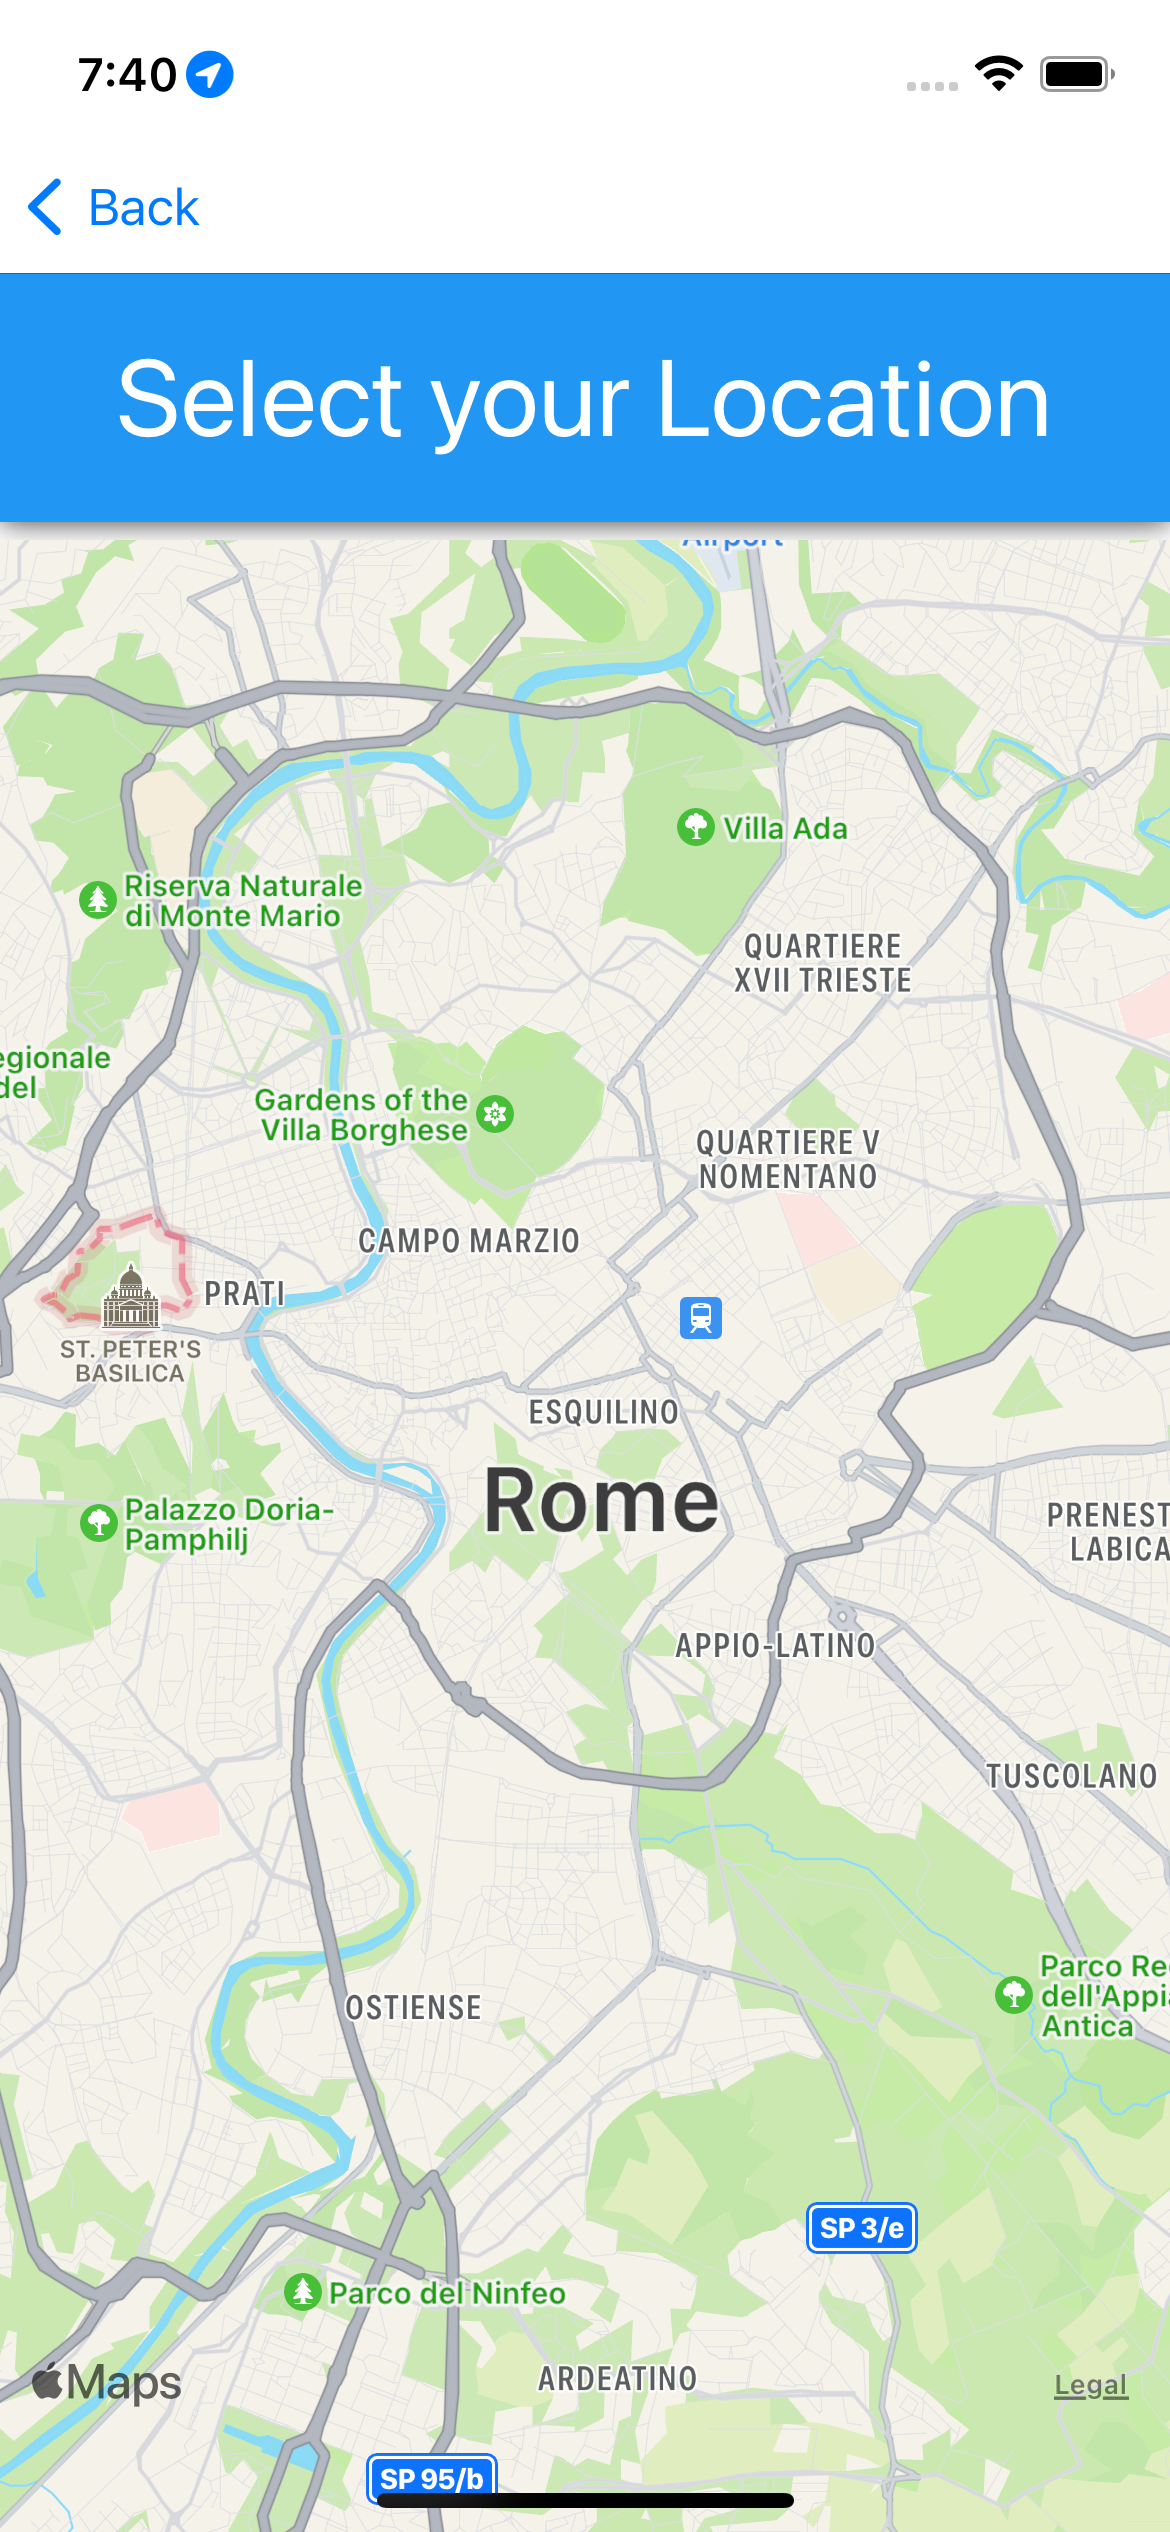 7:40
Back
Select your Location
Airport
Villa Ada
Riserva Naturale
di Monte Mario
QUARTIERE
XVII TRIESTE
egionale
del
Gardens of the
Villa Borghese
QUARTIERE V
NOMENTANO
CAMPO MARZIO
PRATI
ST. PETER'S
BASILICA
ESQUILINO
Rome
Palazzo Doria-
Pamphilj
PRENEST
LABICA
APPIO-LATINO
TUSCOLANO
Parco Re
dell'Appi
Antica
OSTIENSE
SP 3/e
Parco del Ninfeo
Maps
ARDEATINO
Legal
SP 95/b